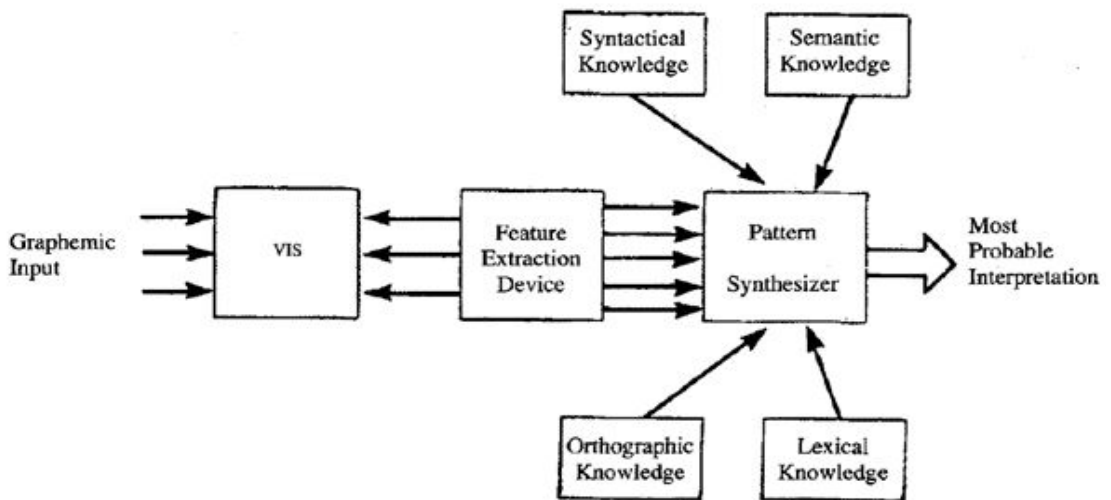 Syntactical
Knowledge
Semantic
Knowledge
Graphemic
Input
VIS
Feature
Extraction
Device
Pattern
Synthesizer
Most
Probable
Interpretation
Orthographic
Knowledge
Lexical
Knowledge